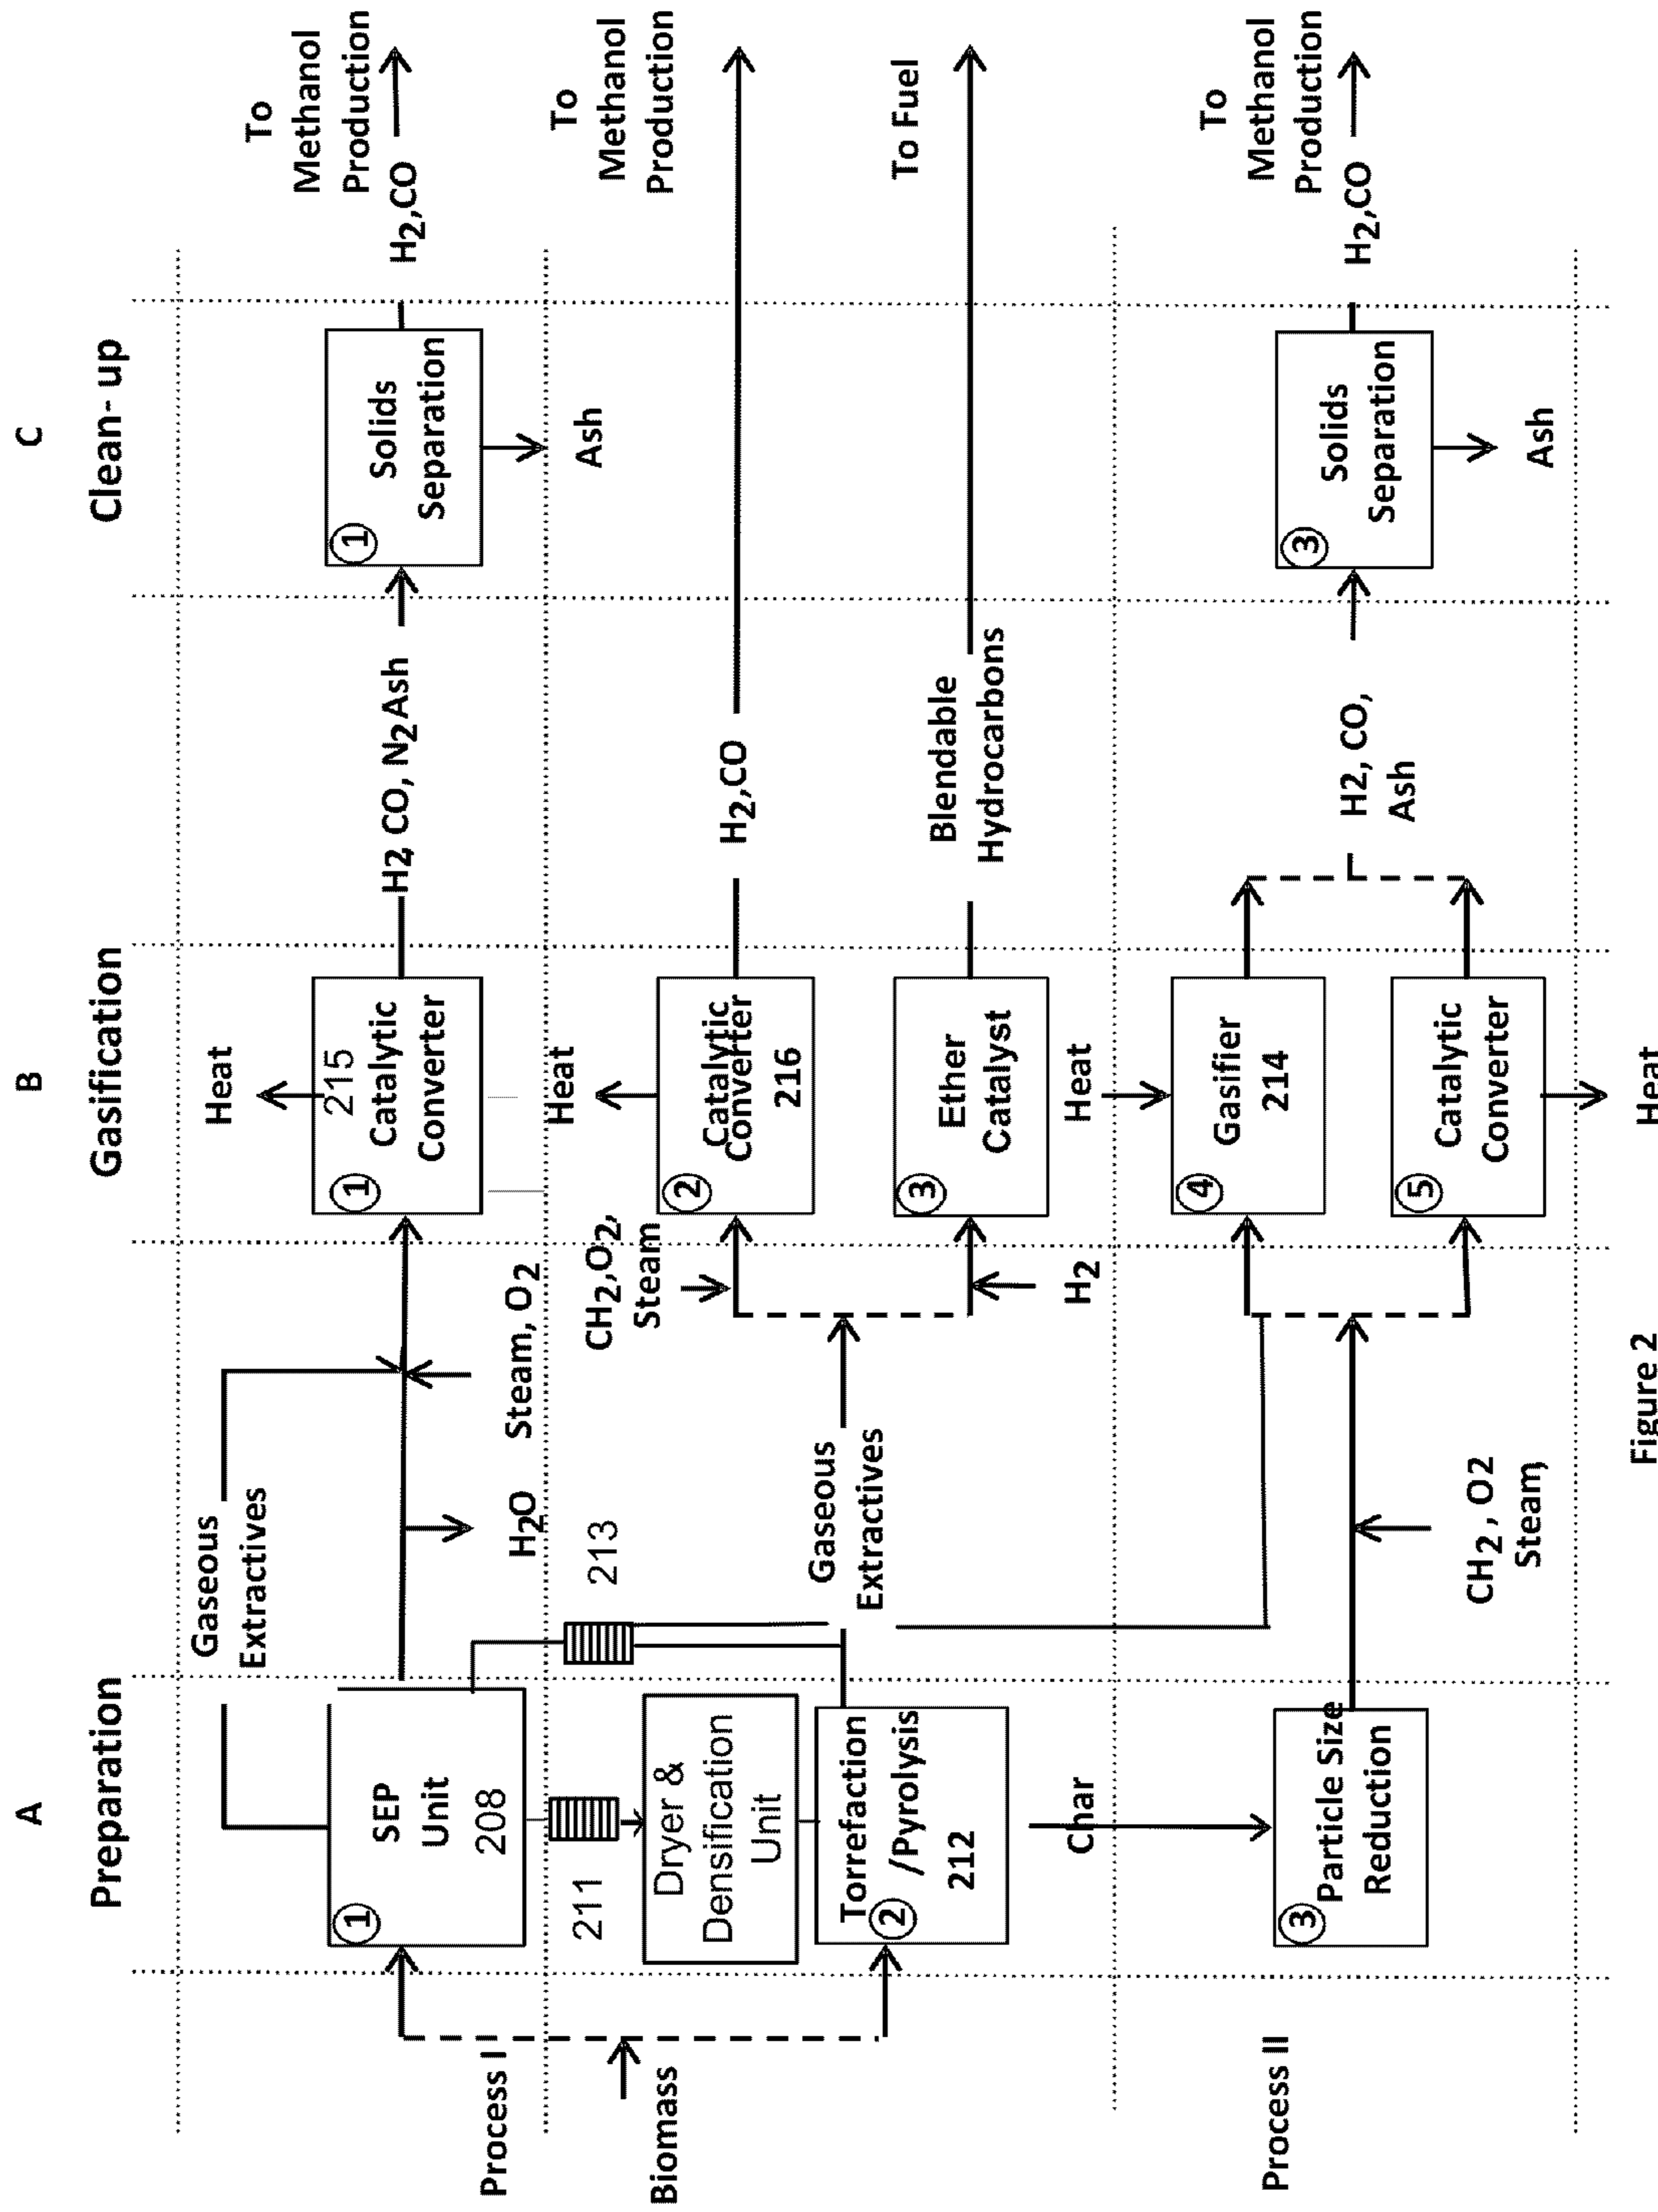 A
Preparation
B
Gasification
C
Clean- up
Process I
Biomass
Process II
Gaseous
Extractives
1
SEP
Unit
208
H2O
Steam, O2
Heat
215
1
Catalytic
Converter
H2, CO, N2Ash
1
Solids
Separation
Ash
H2,CO
To
Methanol
Production
211
213
Dryer &
Densification
Unit
Torrefaction
2
/Pyrolysis
212
Gaseous
Extractives
CH2,O2,
Steam
Heat
2
Catalytic
Converter
216
H2,CO
To
Methanol
Production
H2
3
Ether
Catalyst
Blendable
Hydrocarbons
To Fuel
Char
3
Particle Size
Reduction
CH2, O2
Steam,
Heat
4
Gasifier
214
5
Catalytic
Converter
Heat
H2, CO,
Ash
3
Solids
Separation
Ash
H2,CO
To
Methanol
Production
Figure 2